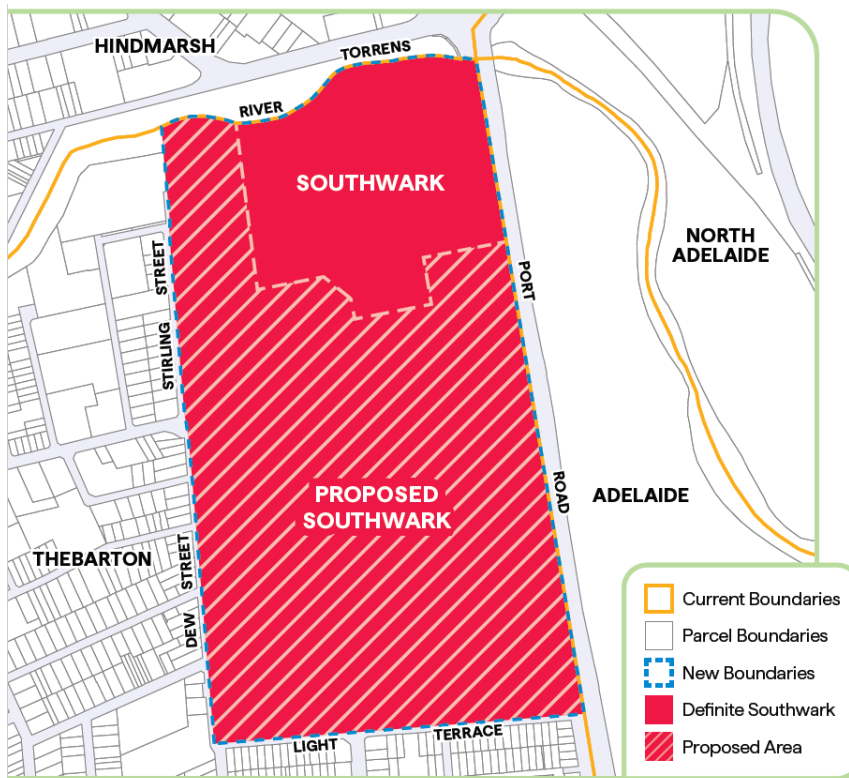 HINDMARSH
TORRENS
RIVER
SOUTHWARK
NORTH
ADELAIDE
STREET
PORT
STIRLING
PROPOSED
SOUTHWARK
ROAD
ADELAIDE
THEBARTON
STREET
DEW
LIGHT
TERRACE
Current Boundaries
Parcel Boundaries
New Boundaries
Definite Southwark
Proposed Area